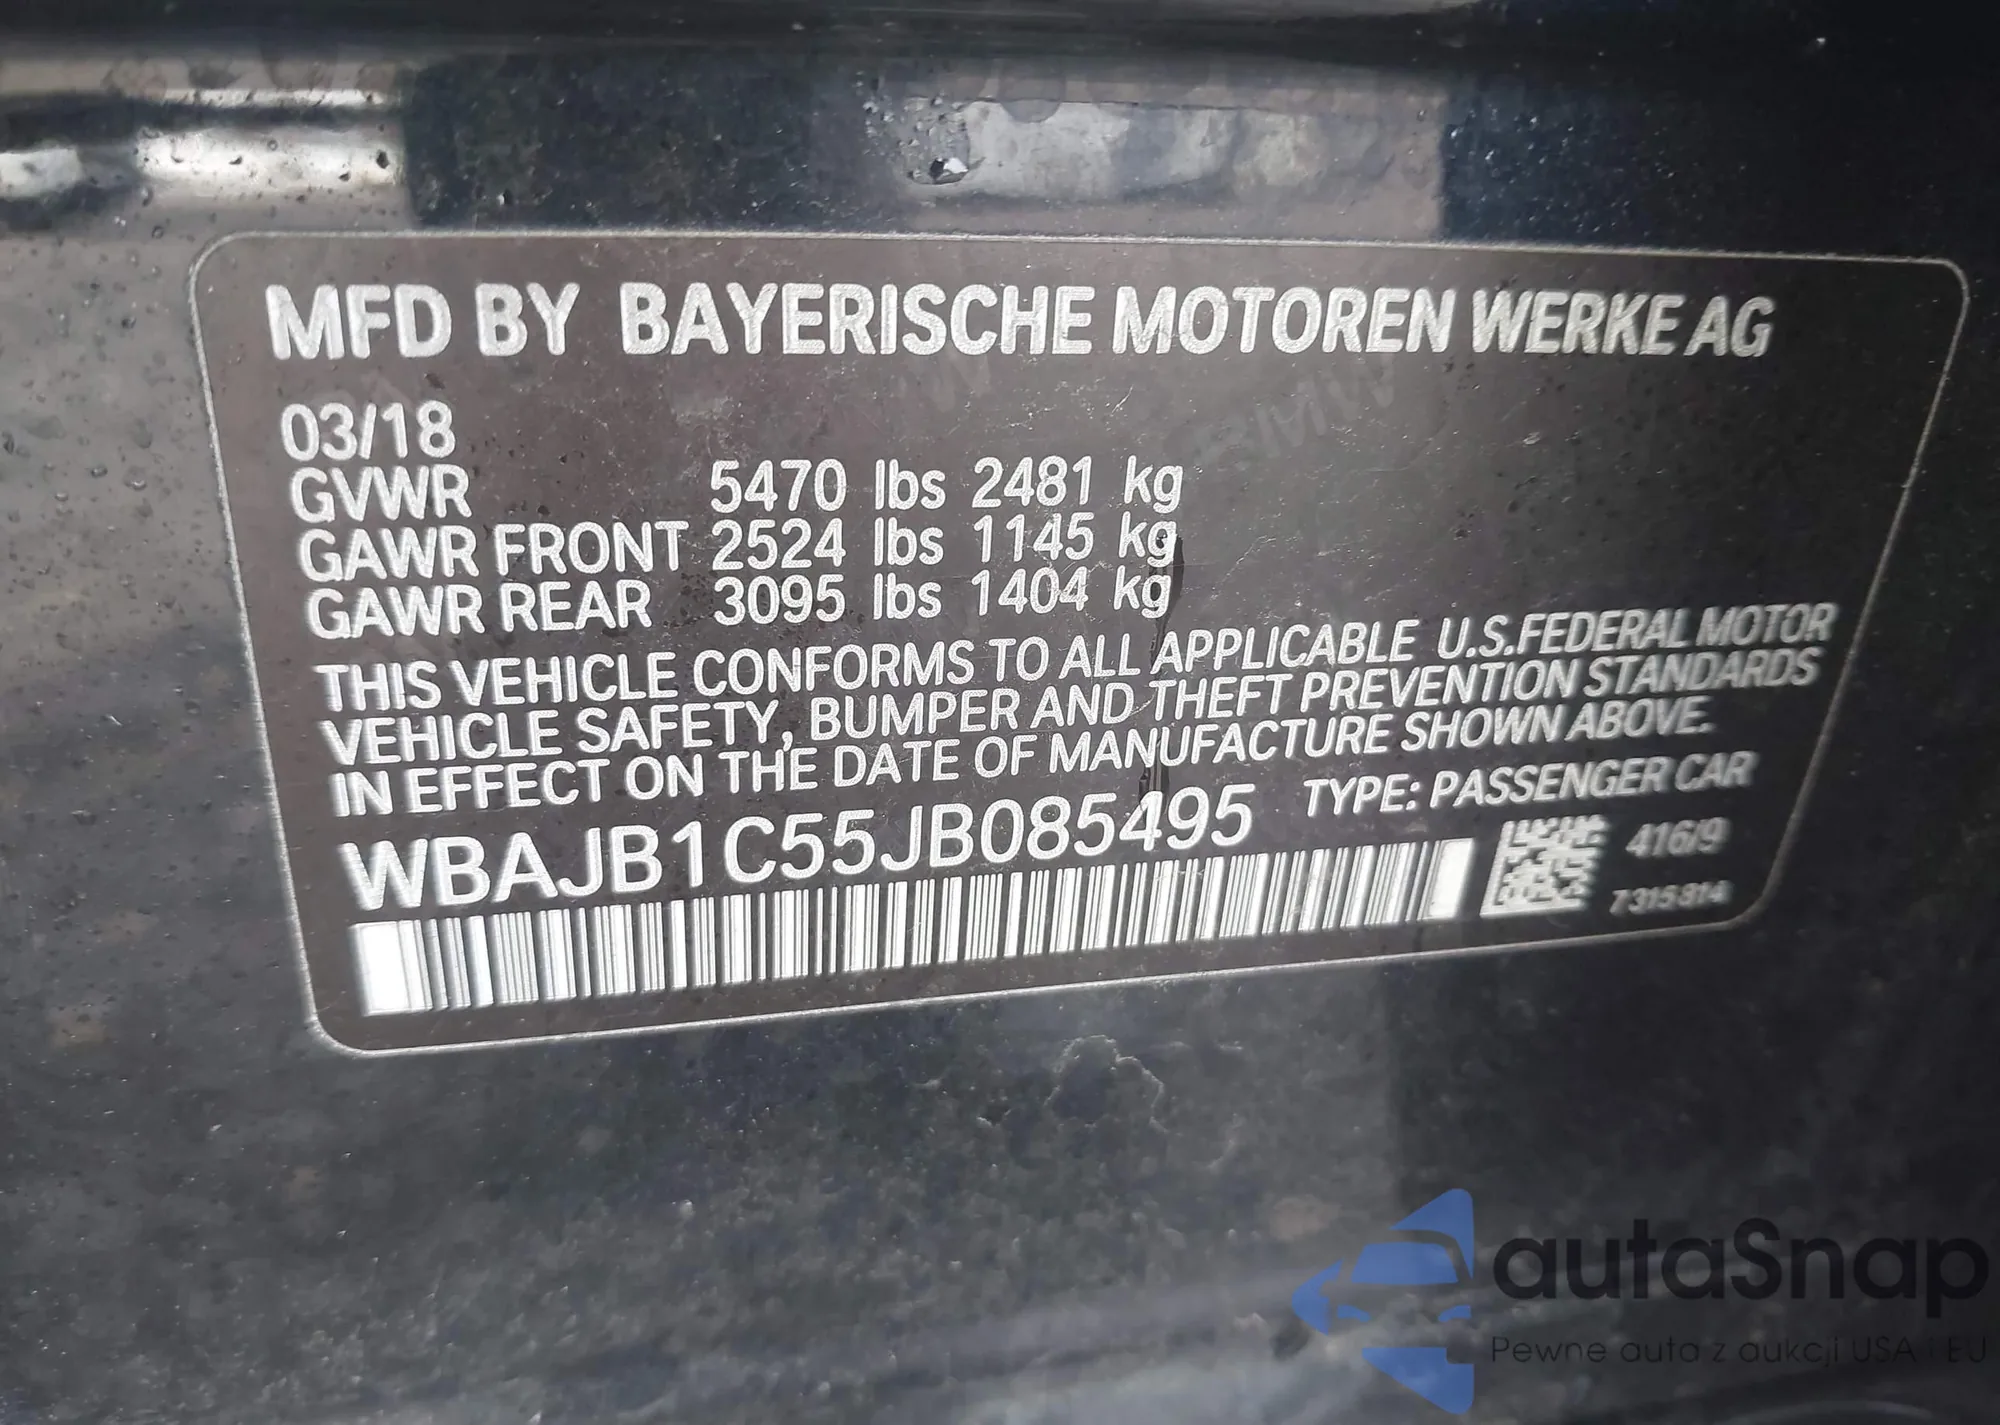 MFD BY BAYERISCHE MOTOREN WERKE AG
03/18
GVWR 5470 lbs 2481 kg
GAWR FRONT 2524 lbs 1145 kg
GAWR REAR 3095 lbs 1404 kg
THIS VEHICLE CONFORMS TO ALL APPLICABLE U.S.FEDERAL MOTOR
VEHICLE SAFETY, BUMPER AND THEFT PREVENTION STANDARDS
IN EFFECT ON THE DATE OF MANUFACTURE SHOWN ABOVE.
WBAJB1C55JB085495 TYPE: PASSENGER CAR
416/9
7315814
autaSnap
Pewne auta z aukcji USA i EU